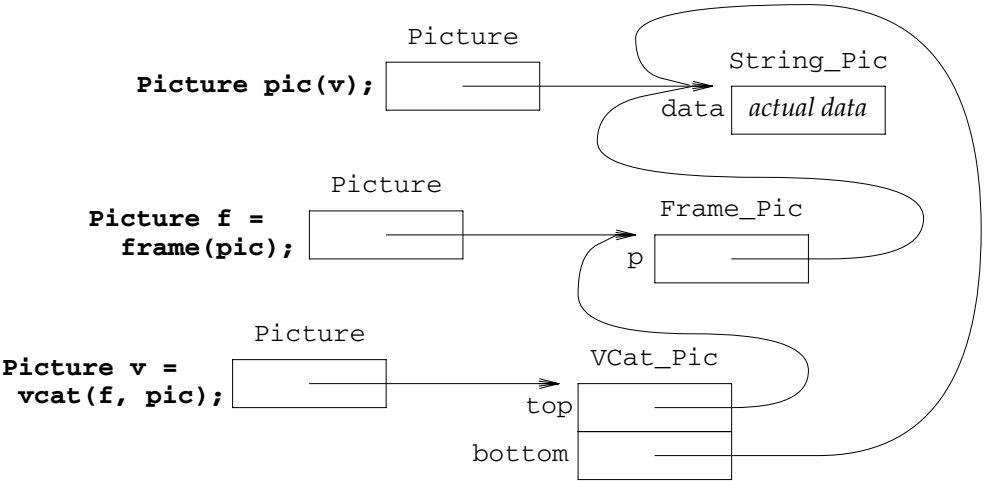 Picture
String_Pic
Picture pic(v);
data
actual data
Picture
Frame_Pic
Picture f =
frame(pic);
p
Picture
VCat_Pic
Picture v =
vcat(f, pic);
top
bottom